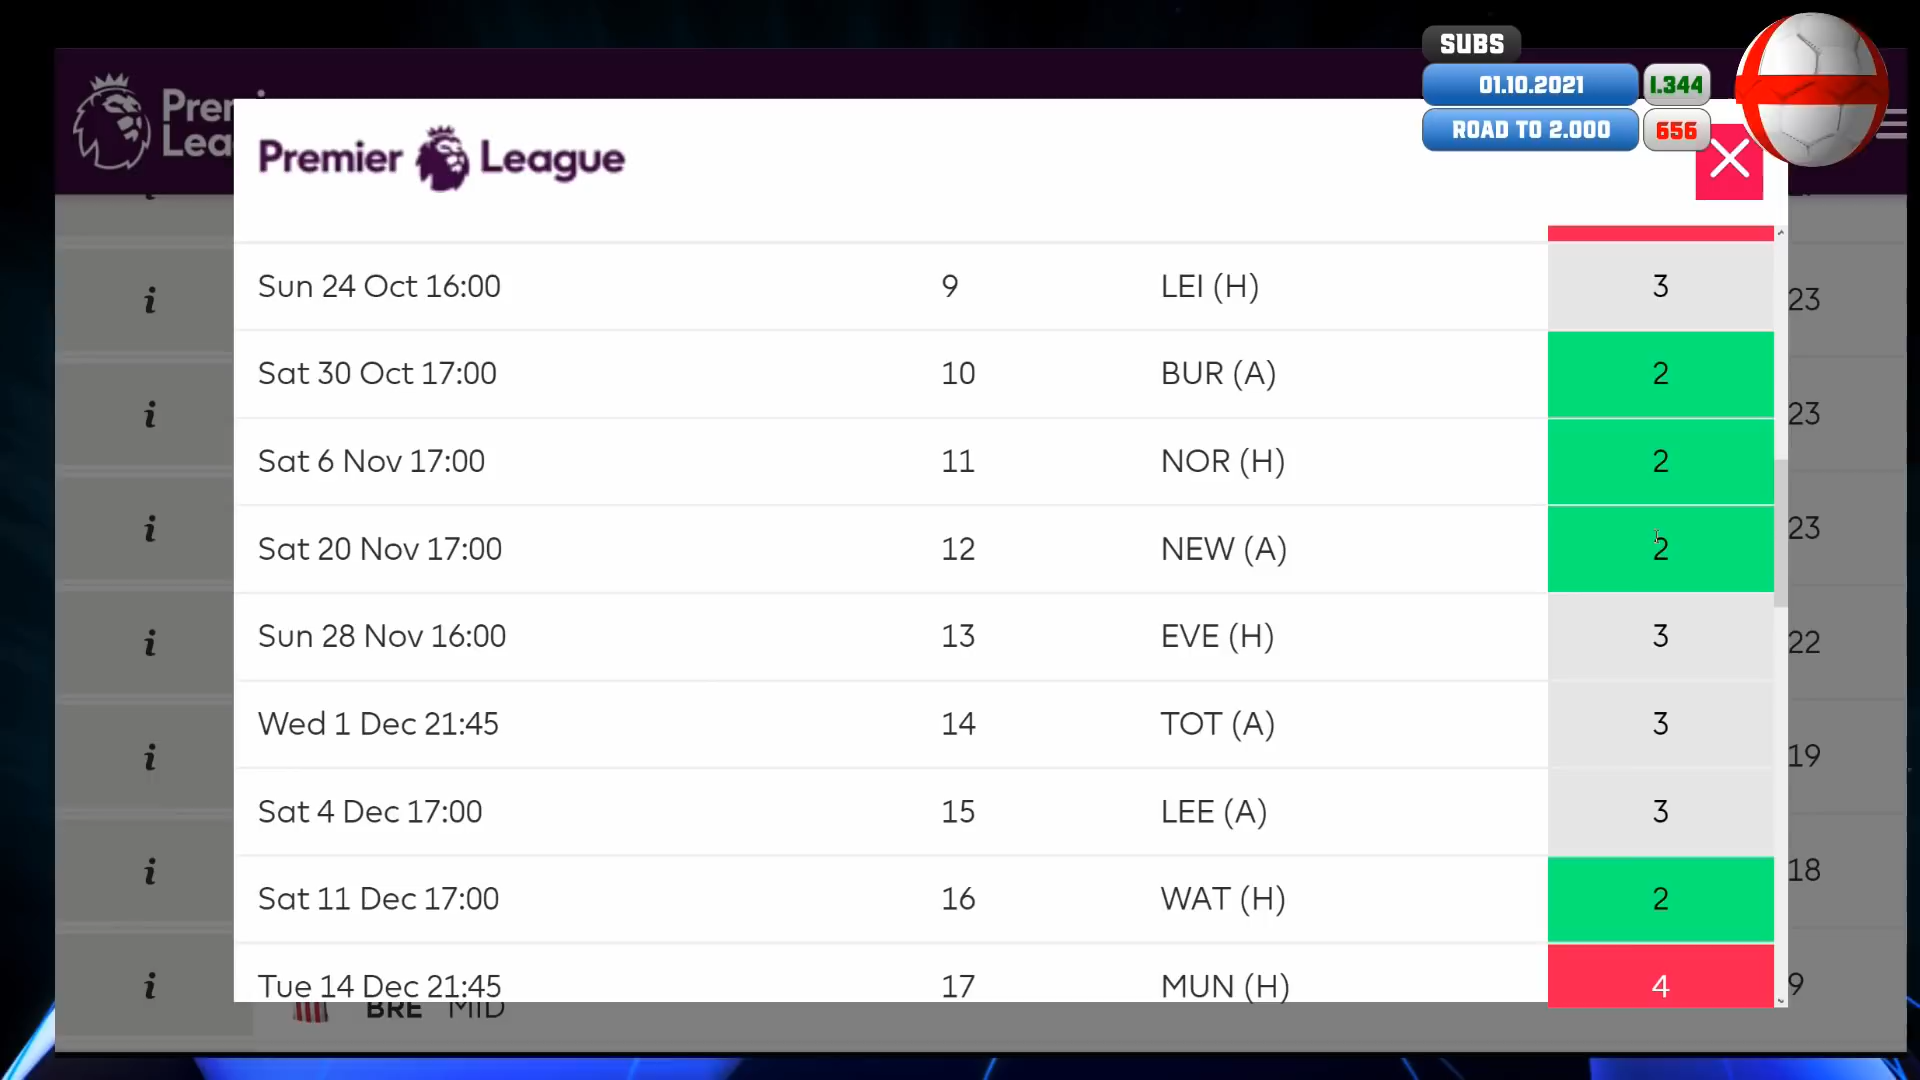 SUBS
01.10.2021 1.344
ROAD TO 2.000 656
Premier League
Sun 24 Oct 16:00 9 LEI (H) 3
Sat 30 Oct 17:00 10 BUR (A) 2
Sat 6 Nov 17:00 11 NOR (H) 2
Sat 20 Nov 17:00 12 NEW (A) 2
Sun 28 Nov 16:00 13 EVE (H) 3
Wed 1 Dec 21:45 14 TOT (A) 3
Sat 4 Dec 17:00 15 LEE (A) 3
Sat 11 Dec 17:00 16 WAT (H) 2
Tue 14 Dec 21:45 17 MUN (H) 4
i 23
i 23
i 23
i 22
i 19
i 18
i 9
BRE MID